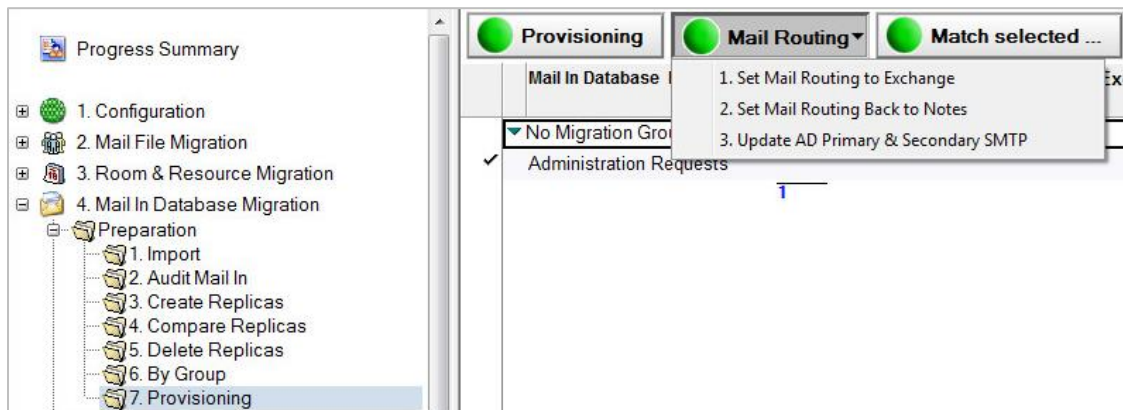 Progress Summary
1. Configuration
2. Mail File Migration
3. Room & Resource Migration
4. Mail In Database Migration
Preparation
1. Import
2. Audit Mail In
3. Create Replicas
4. Compare Replicas
5. Delete Replicas
6. By Group
7. Provisioning
Provisioning
Mail Routing
Match selected ...
Mail In Database
1. Set Mail Routing to Exchange
2. Set Mail Routing Back to Notes
3. Update AD Primary & Secondary SMTP
No Migration Grou
Administration Requests
1